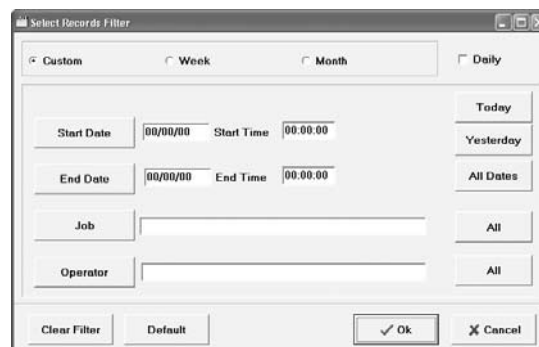 Select Records Filter
Custom Week Month Daily
Today
Start Date 00/00/00 Start Time 00:00:00
Yesterday
End Date 00/00/00 End Time 00:00:00 All Dates
Job All
Operator All
Clear Filter Default Ok Cancel